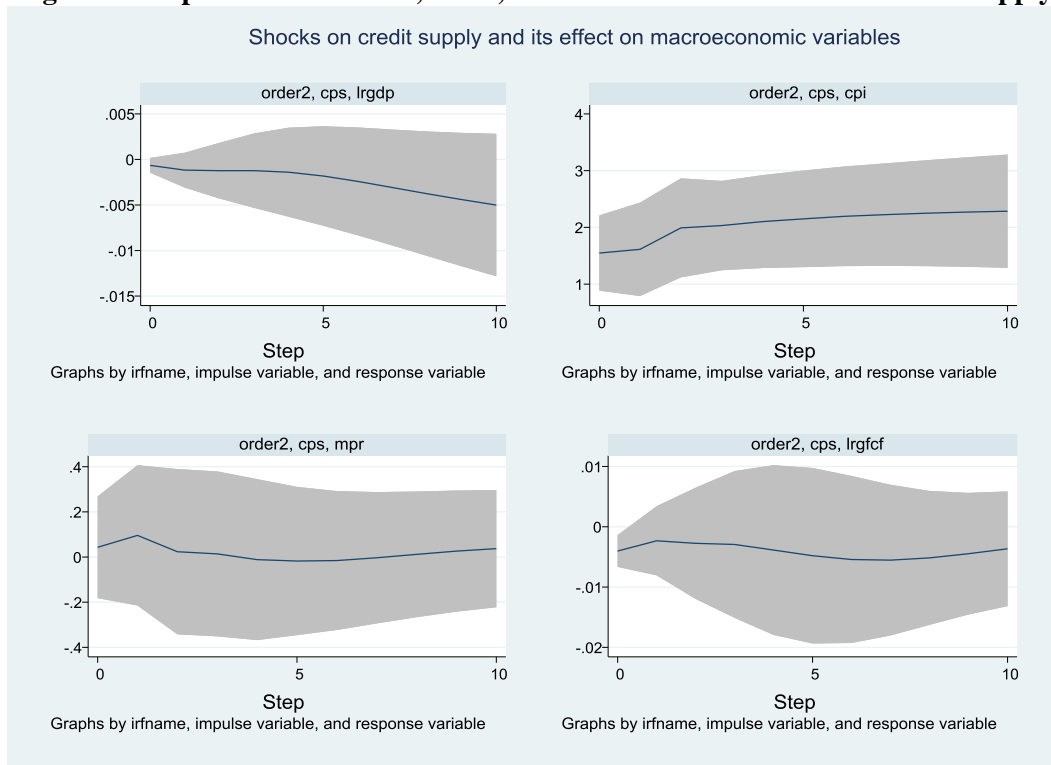 Shocks on credit supply and its effect on macroeconomic variables
order2, cps, lrgdp
.005
0
-.005
-.01
-.015
0 5 10
Step
Graphs by irfname, impulse variable, and response variable
order2, cps, cpi
4
3
2
1
0 5 10
Step
Graphs by irfname, impulse variable, and response variable
order2, cps, mpr
.4
.2
0
-.2
-.4
0 5 10
Step
Graphs by irfname, impulse variable, and response variable
order2, cps, lrgfcf
.01
0
-.01
-.02
0 5 10
Step
Graphs by irfname, impulse variable, and response variable